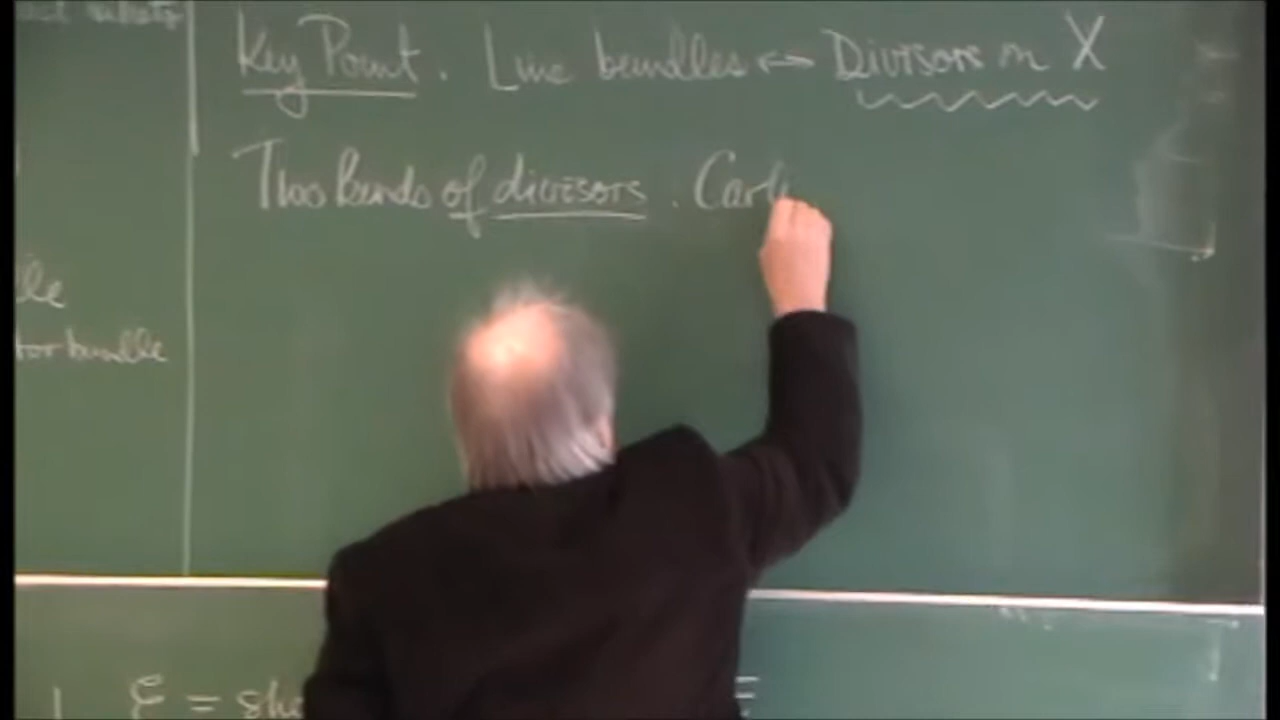 Key Point. Line bundles ↔ Divisors on X
Two kinds of divisors. Cart
lle
tor bundle
ξ = she